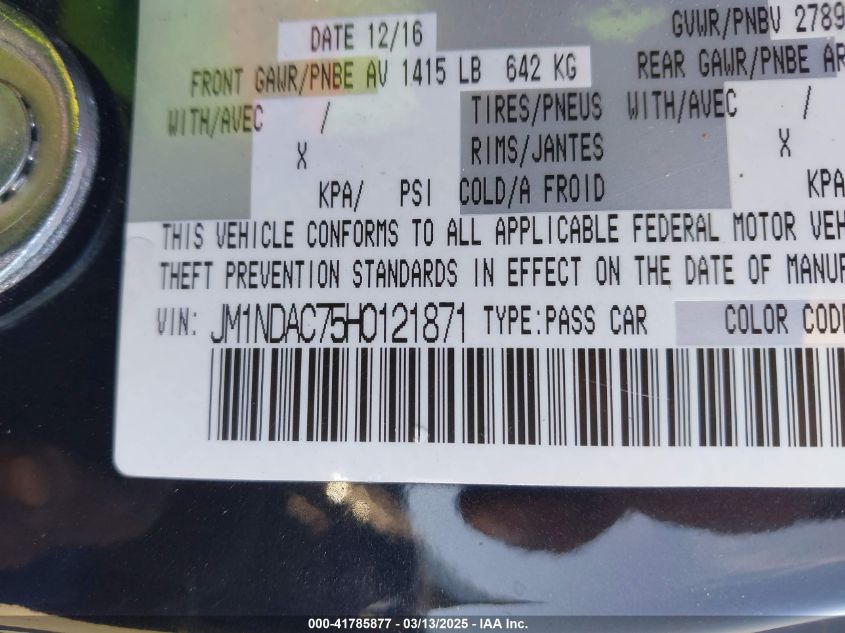 DATE 12/16 GVWR/PNBV 2789
FRONT GAWR/PNBE AV 1415 LB 642 KG REAR GAWR/PNBE AR
WITH/AVEC / TIRES/PNEUS WITH/AVEC /
X RIMS/JANTES X
KPA/ PSI COLD/A FROID KPA
THIS VEHICLE CONFORMS TO ALL APPLICABLE FEDERAL MOTOR VEH
THEFT PREVENTION STANDARDS IN EFFECT ON THE DATE OF MANUF
VIN: JM1NDAC75H0121871 TYPE:PASS CAR COLOR CODE
000-41785877 - 03/13/2025 - IAA Inc.